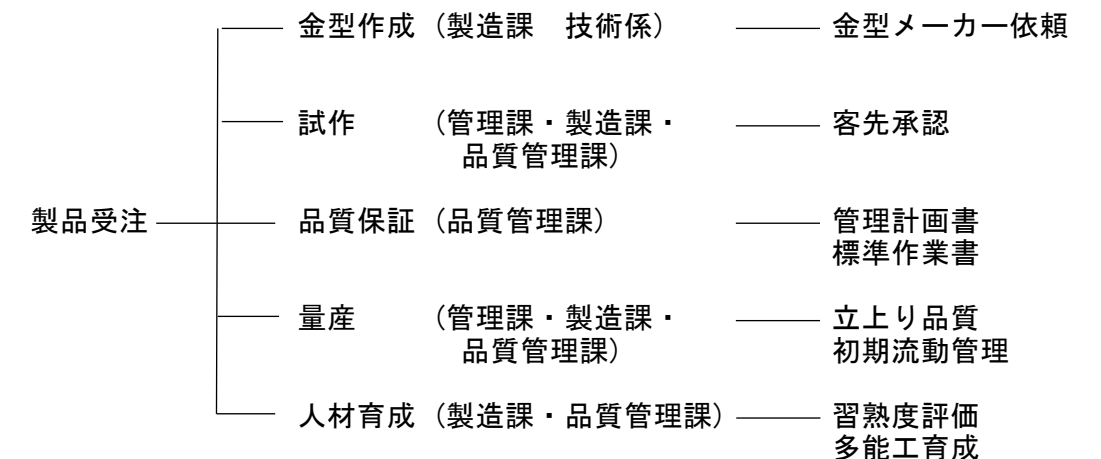 金型作成（製造課　技術係）　金型メーカー依頼
試作　（管理課・製造課・　客先承認
品質管理課）
製品受注　品質保証（品質管理課）　管理計画書
標準作業書
量産　（管理課・製造課・　立上り品質
品質管理課）　初期流動管理
人材育成（製造課・品質管理課）　習熟度評価
多能工育成